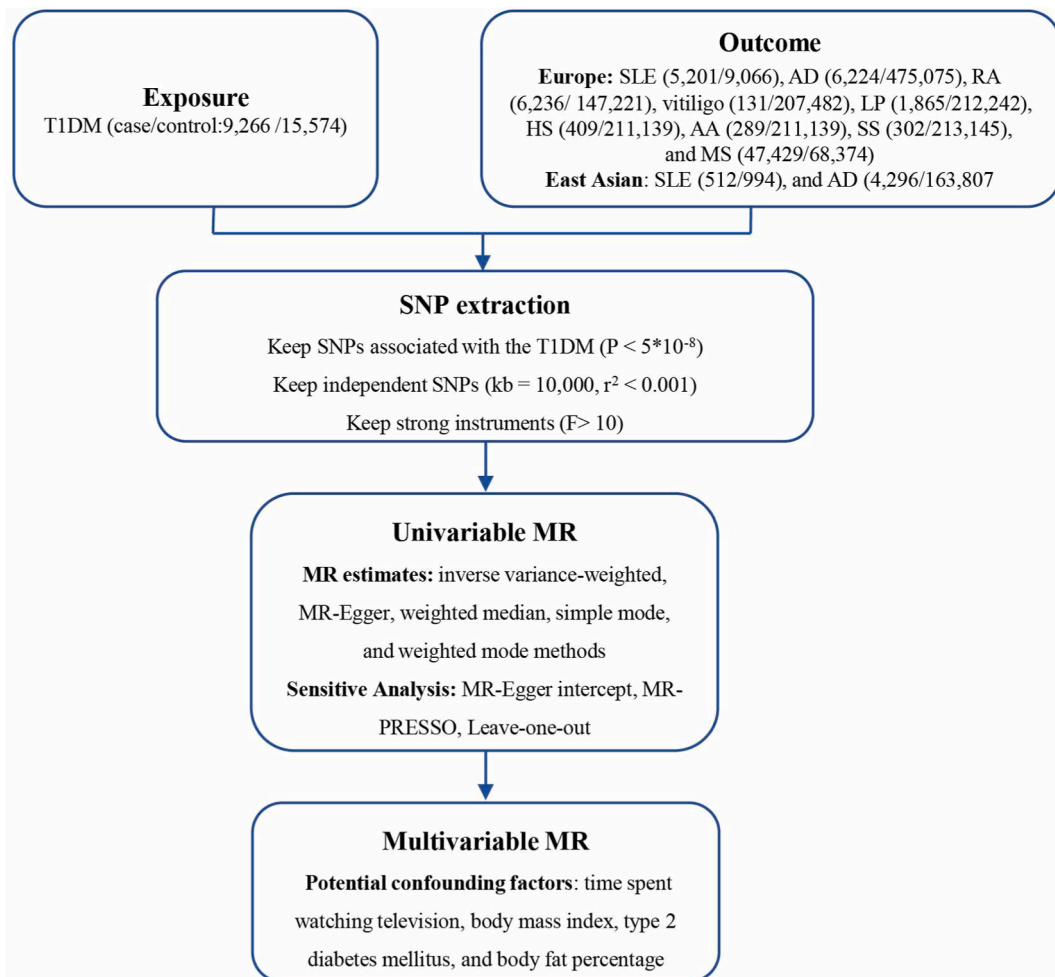 Exposure
T1DM (case/control:9,266 /15,574)
Outcome
Europe: SLE (5,201/9,066), AD (6,224/475,075), RA
(6,236/ 147,221), vitiligo (131/207,482), LP (1,865/212,242),
HS (409/211,139), AA (289/211,139), SS (302/213,145),
and MS (47,429/68,374)
East Asian: SLE (512/994), and AD (4,296/163,807
SNP extraction
Keep SNPs associated with the T1DM (P < 5*10⁻⁸)
Keep independent SNPs (kb = 10,000, r² < 0.001)
Keep strong instruments (F> 10)
Univariable MR
MR estimates: inverse variance-weighted,
MR-Egger, weighted median, simple mode,
and weighted mode methods
Sensitive Analysis: MR-Egger intercept, MR-
PRESSO, Leave-one-out
Multivariable MR
Potential confounding factors: time spent
watching television, body mass index, type 2
diabetes mellitus, and body fat percentage